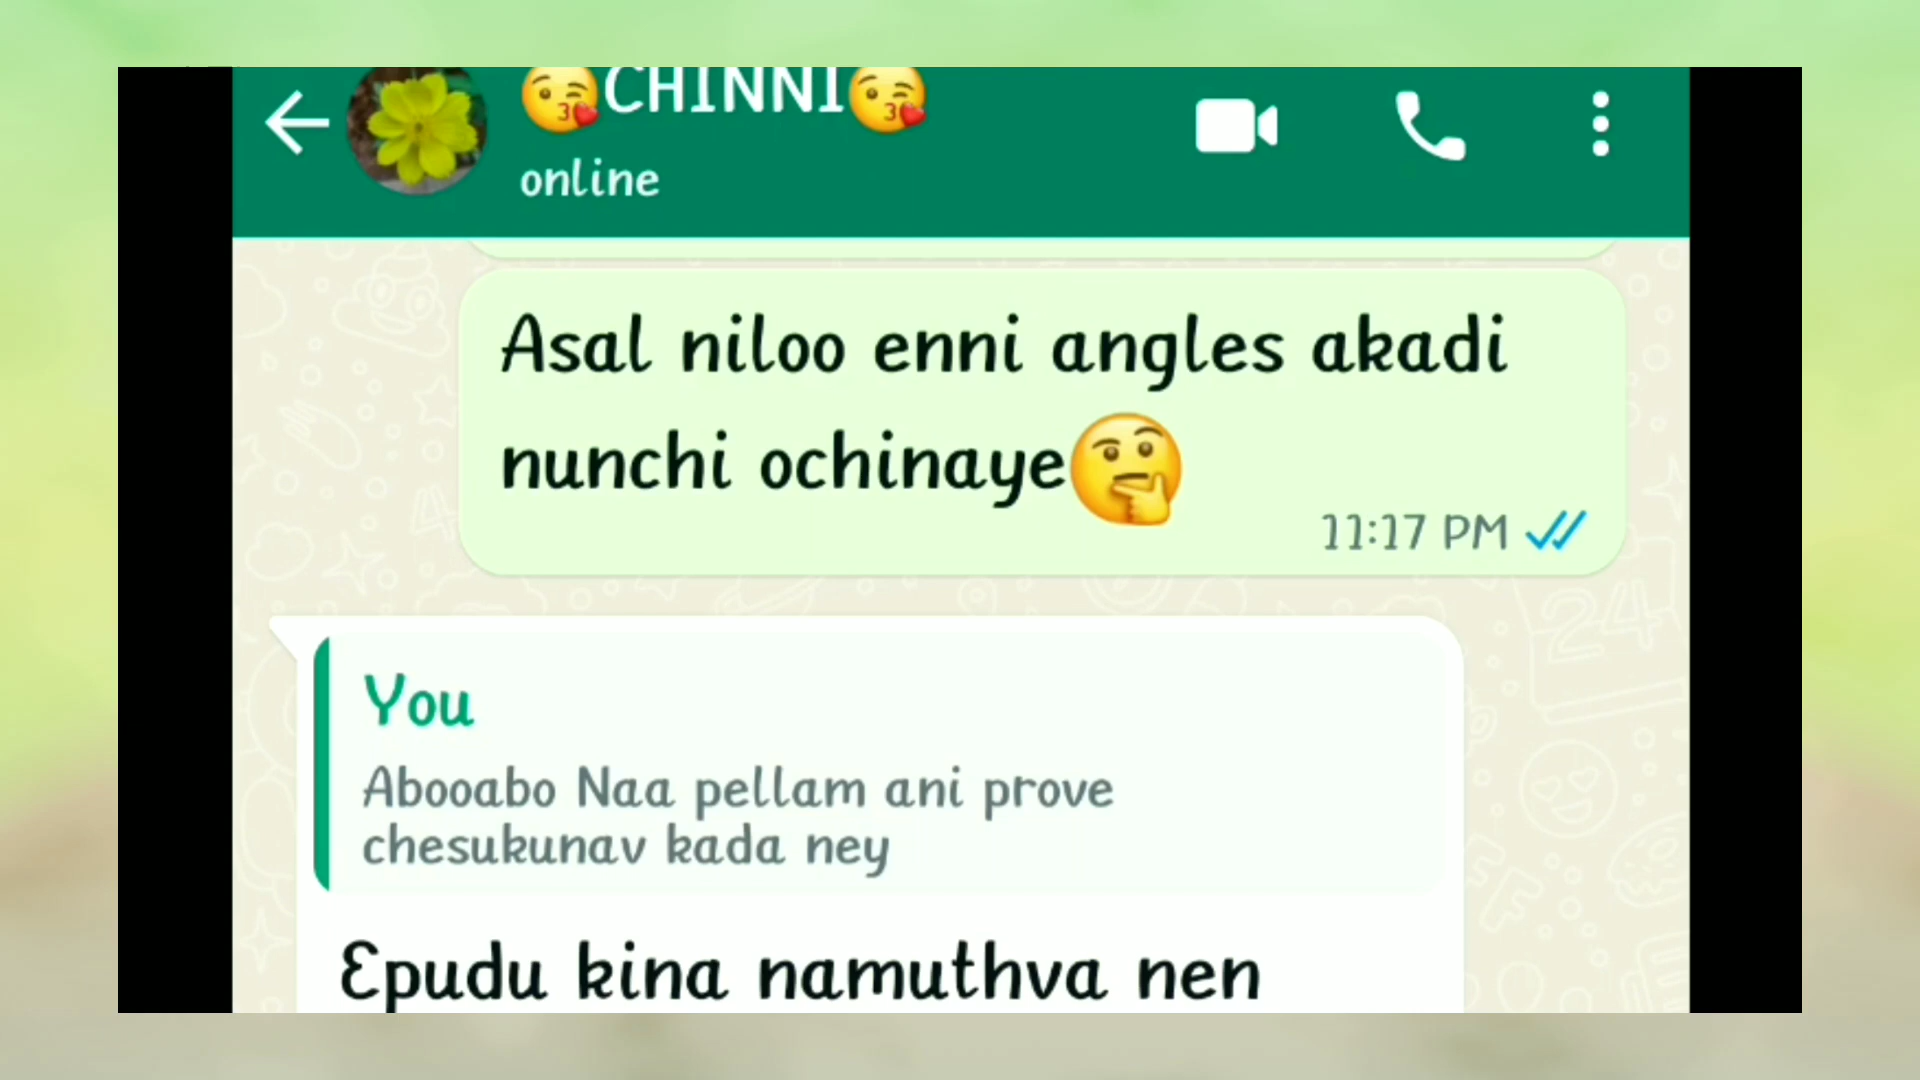 😘CHINNI😘
online
Asal niloo enni angles akadi
nunchi ochinaye🤔
11:17 PM
You
Abooabo Naa pellam ani prove
chesukunav kada ney
Epudu kina namuthva nen